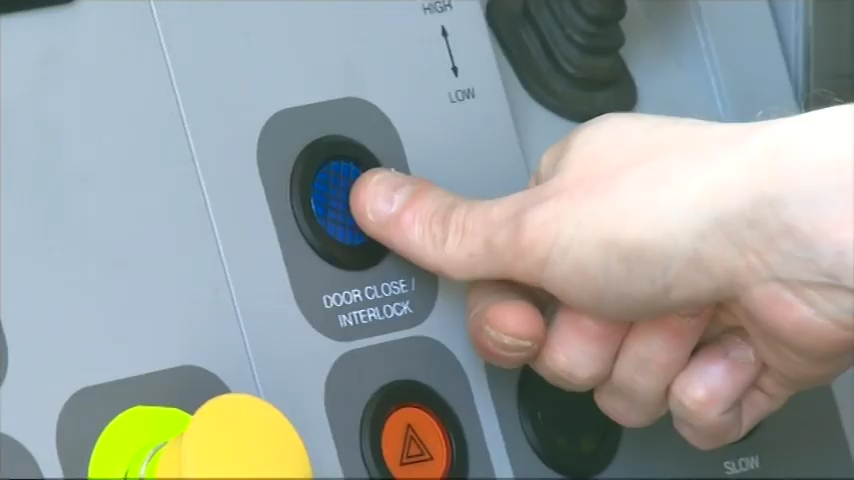 HIGH
LOW
DOOR CLOSE /
INTERLOCK
SLOW